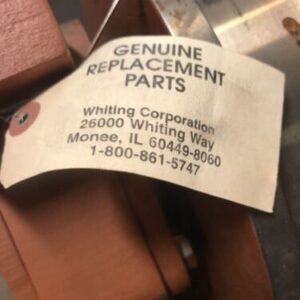 GENUINE
REPLACEMENT
PARTS
Whiting Corporation
26000 Whiting Way
Monee, IL 60449-8060
1-800-861-5747